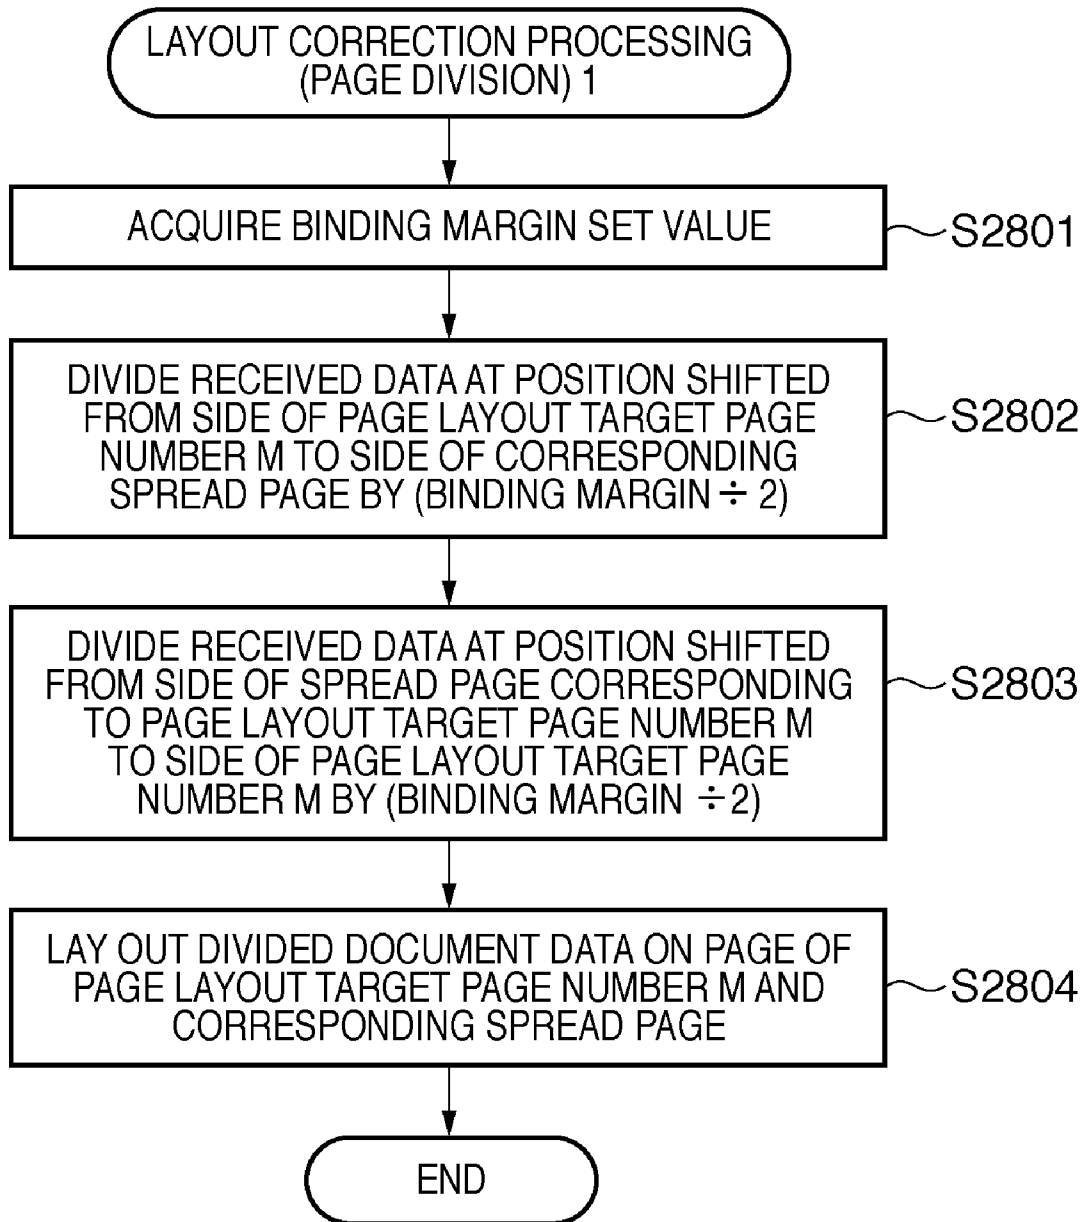 LAYOUT CORRECTION PROCESSING
(PAGE DIVISION) 1
ACQUIRE BINDING MARGIN SET VALUE
S2801
DIVIDE RECEIVED DATA AT POSITION SHIFTED
FROM SIDE OF PAGE LAYOUT TARGET PAGE
NUMBER M TO SIDE OF CORRESPONDING
SPREAD PAGE BY (BINDING MARGIN ÷ 2)
S2802
DIVIDE RECEIVED DATA AT POSITION SHIFTED
FROM SIDE OF SPREAD PAGE CORRESPONDING
TO PAGE LAYOUT TARGET PAGE NUMBER M
TO SIDE OF PAGE LAYOUT TARGET PAGE
NUMBER M BY (BINDING MARGIN ÷ 2)
S2803
LAY OUT DIVIDED DOCUMENT DATA ON PAGE OF
PAGE LAYOUT TARGET PAGE NUMBER M AND
CORRESPONDING SPREAD PAGE
S2804
END